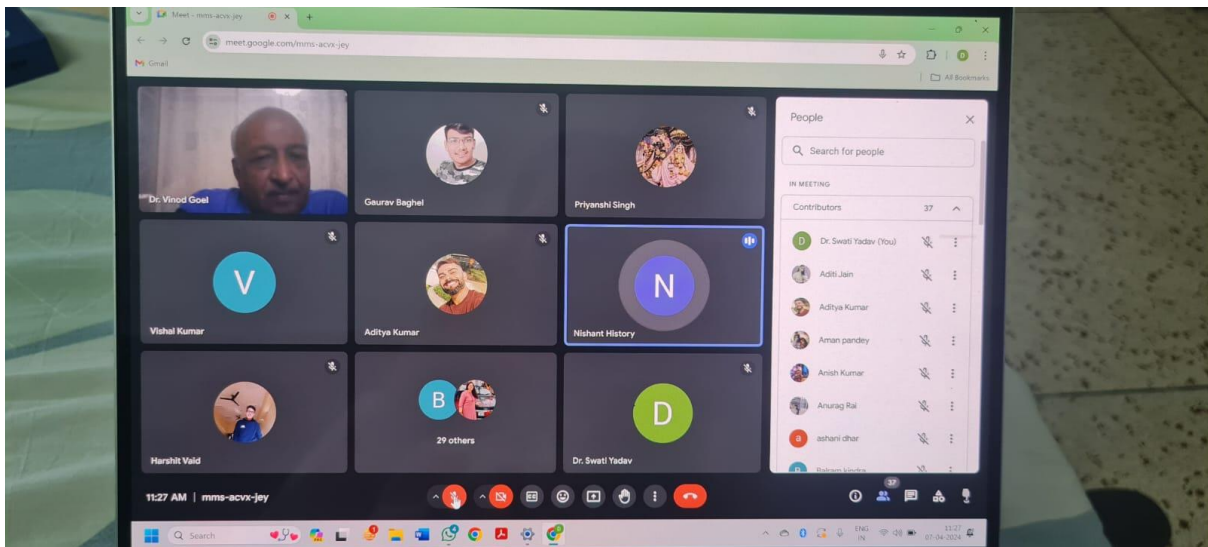 Meet - mms-acvx-jey
meet.google.com/mms-acvx-jey
Gmail
All Bookmarks
Dr. Vinod Goel
Gaurav Baghel
Priyanshi Singh
V
Vishal Kumar
Aditya Kumar
N
Nishant History
Harshit Vaid
B
29 others
D
Dr. Swati Yadav
People
Search for people
IN MEETING
Contributors 37
D Dr. Swati Yadav (You)
Aditi Jain
Aditya Kumar
Aman pandey
Anish Kumar
Anurag Rai
a ashani dhar
B Balram kindra
11:27 AM | mms-acvx-jey
37
Search
ENG
IN
11:27
07-04-2024